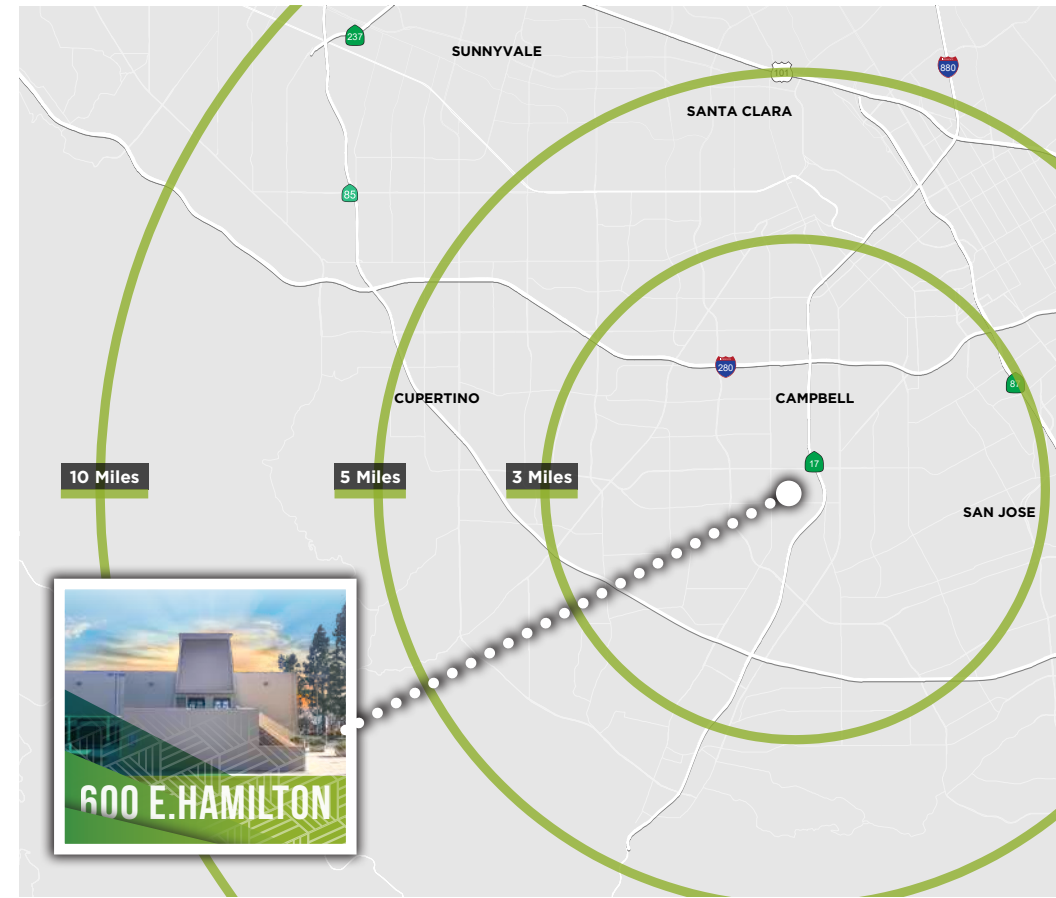 237
SUNNYVALE
101
880
SANTA CLARA
85
280
87
CUPERTINO
CAMPBELL
17
10 Miles
5 Miles
3 Miles
SAN JOSE
600 E.HAMILTON